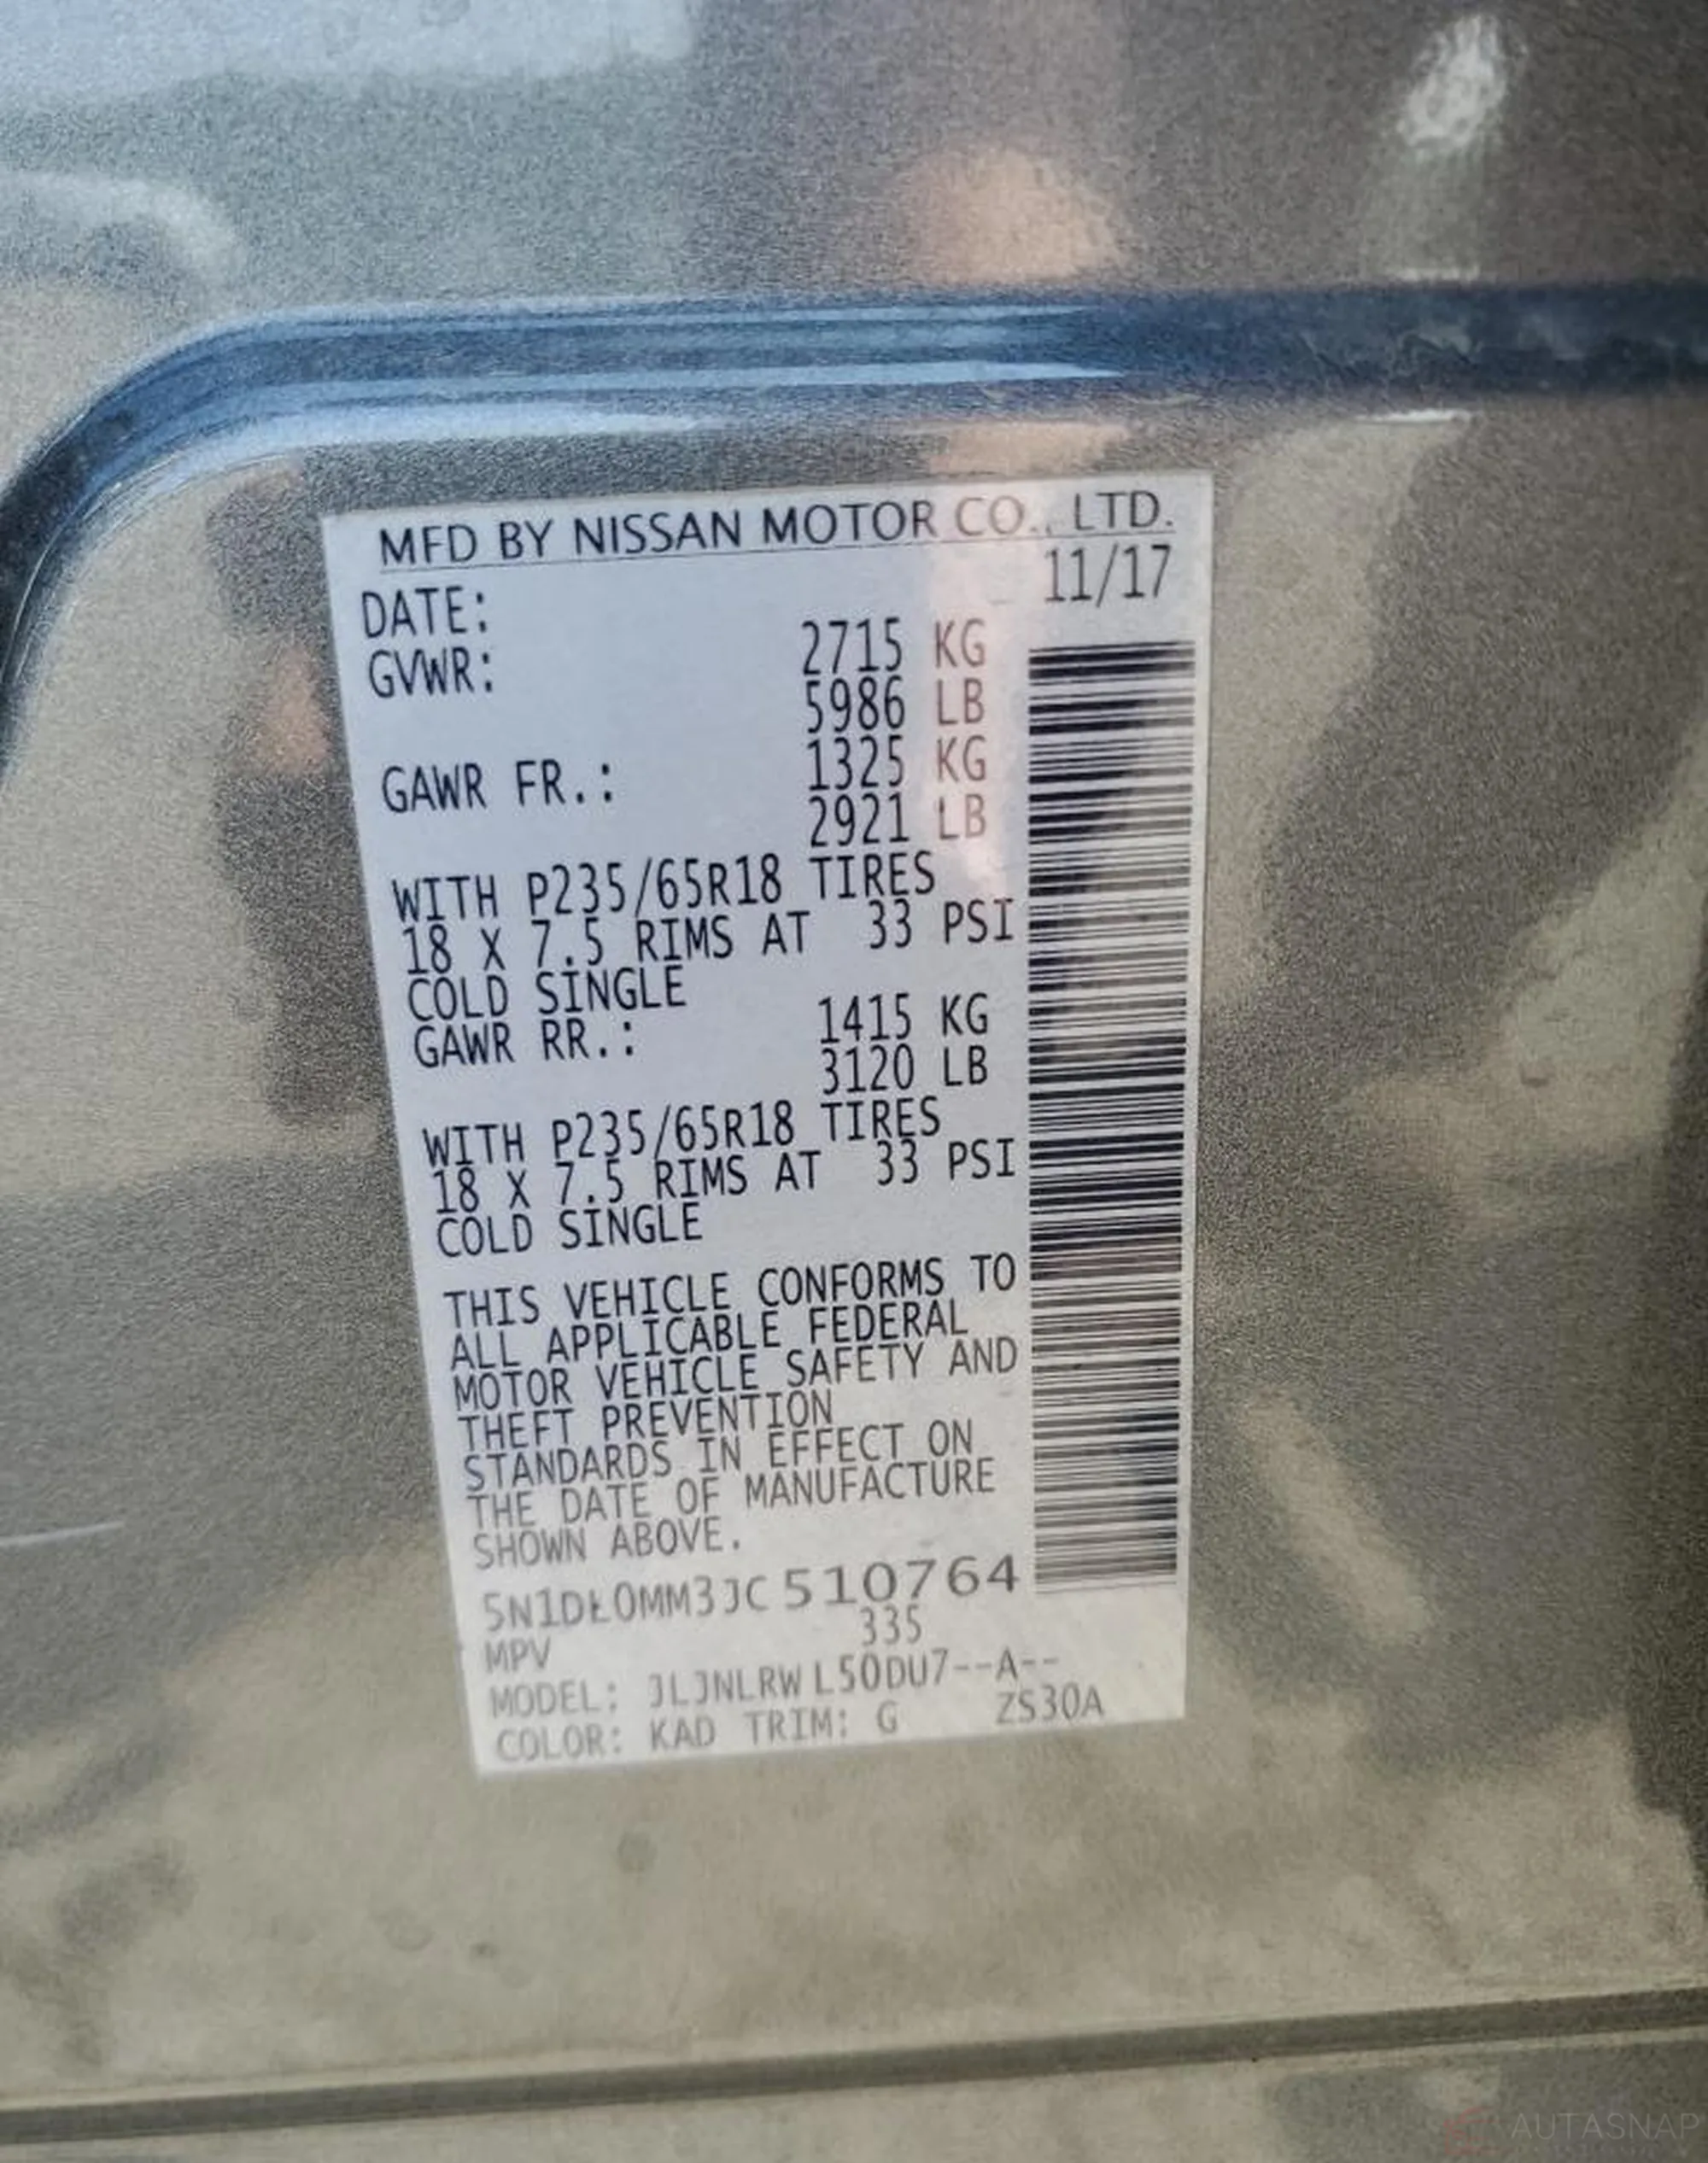 MFD BY NISSAN MOTOR CO., LTD.
DATE: 11/17
GVWR: 2715 KG
5986 LB
GAWR FR.: 1325 KG
2921 LB
WITH P235/65R18 TIRES
18 X 7.5 RIMS AT 33 PSI
COLD SINGLE
GAWR RR.: 1415 KG
3120 LB
WITH P235/65R18 TIRES
18 X 7.5 RIMS AT 33 PSI
COLD SINGLE
THIS VEHICLE CONFORMS TO
ALL APPLICABLE FEDERAL
MOTOR VEHICLE SAFETY AND
THEFT PREVENTION
STANDARDS IN EFFECT ON
THE DATE OF MANUFACTURE
SHOWN ABOVE.
5N1DL0MM3JC510764
MPV 335
MODEL: JLJNLRWL50DU7--A--
COLOR: KAD TRIM: G ZS30A
AUTASNAP